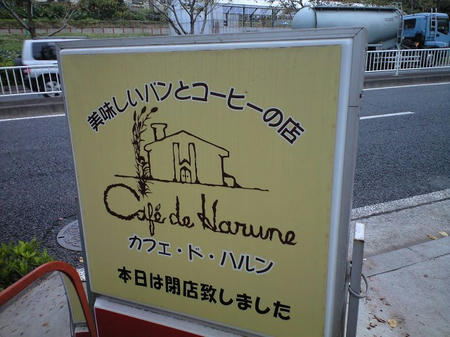 美味しいパンとコーヒーの店
Café de Harune
カフェ・ド・ハルン
本日は閉店致しました